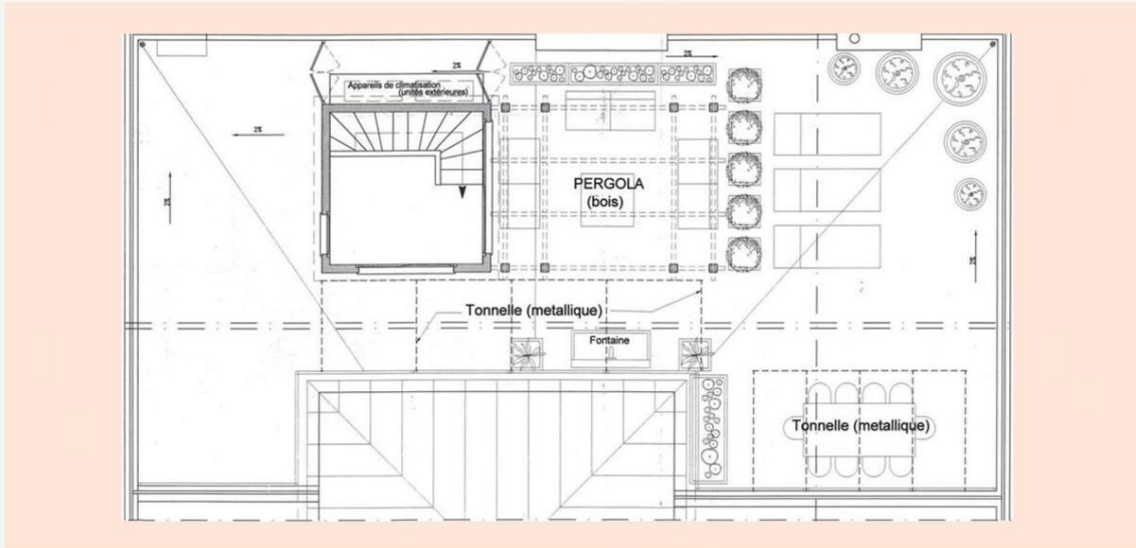 2%
2%
Appareils de climatisation
(unités extérieures)
2%
2%
PERGOLA
(bois)
2%
Tonnelle (metallique)
Fontaine
Tonnelle (metallique)